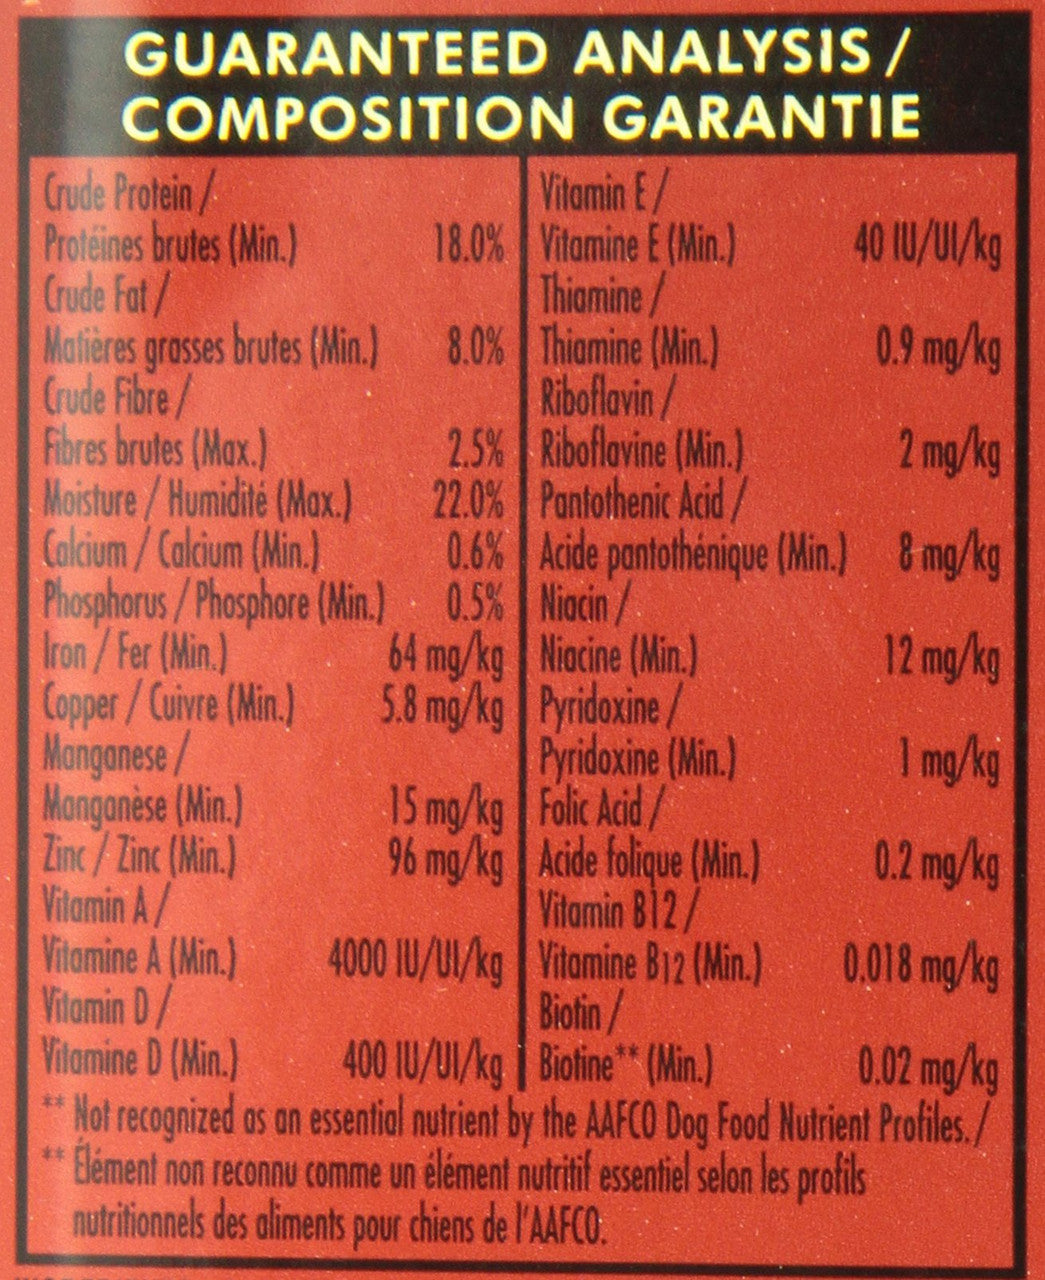 GUARANTEED ANALYSIS /
COMPOSITION GARANTIE
Crude Protein /
Protéines brutes (Min.) 18.0%
Crude Fat /
Matières grasses brutes (Min.) 8.0%
Crude Fibre /
Fibres brutes (Max.) 2.5%
Moisture / Humidité (Max.) 22.0%
Calcium / Calcium (Min.) 0.6%
Phosphorus / Phosphore (Min.) 0.5%
Iron / Fer (Min.) 64 mg/kg
Copper / Cuivre (Min.) 5.8 mg/kg
Manganese /
Manganèse (Min.) 15 mg/kg
Zinc / Zinc (Min.) 96 mg/kg
Vitamin A /
Vitamine A (Min.) 4000 IU/UI/kg
Vitamin D /
Vitamine D (Min.) 400 IU/UI/kg
Vitamin E /
Vitamine E (Min.) 40 IU/UI/kg
Thiamine /
Thiamine (Min.) 0.9 mg/kg
Riboflavin /
Riboflavine (Min.) 2 mg/kg
Pantothenic Acid /
Acide pantothénique (Min.) 8 mg/kg
Niacin /
Niacine (Min.) 12 mg/kg
Pyridoxine /
Pyridoxine (Min.) 1 mg/kg
Folic Acid /
Acide folique (Min.) 0.2 mg/kg
Vitamin B12 /
Vitamine B12 (Min.) 0.018 mg/kg
Biotin /
Biotine** (Min.) 0.02 mg/kg
** Not recognized as an essential nutrient by the AAFCO Dog Food Nutrient Profiles. /
** Élément non reconnu comme un élément nutritif essentiel selon les profils
nutritionnels des aliments pour chiens de l'AAFCO.